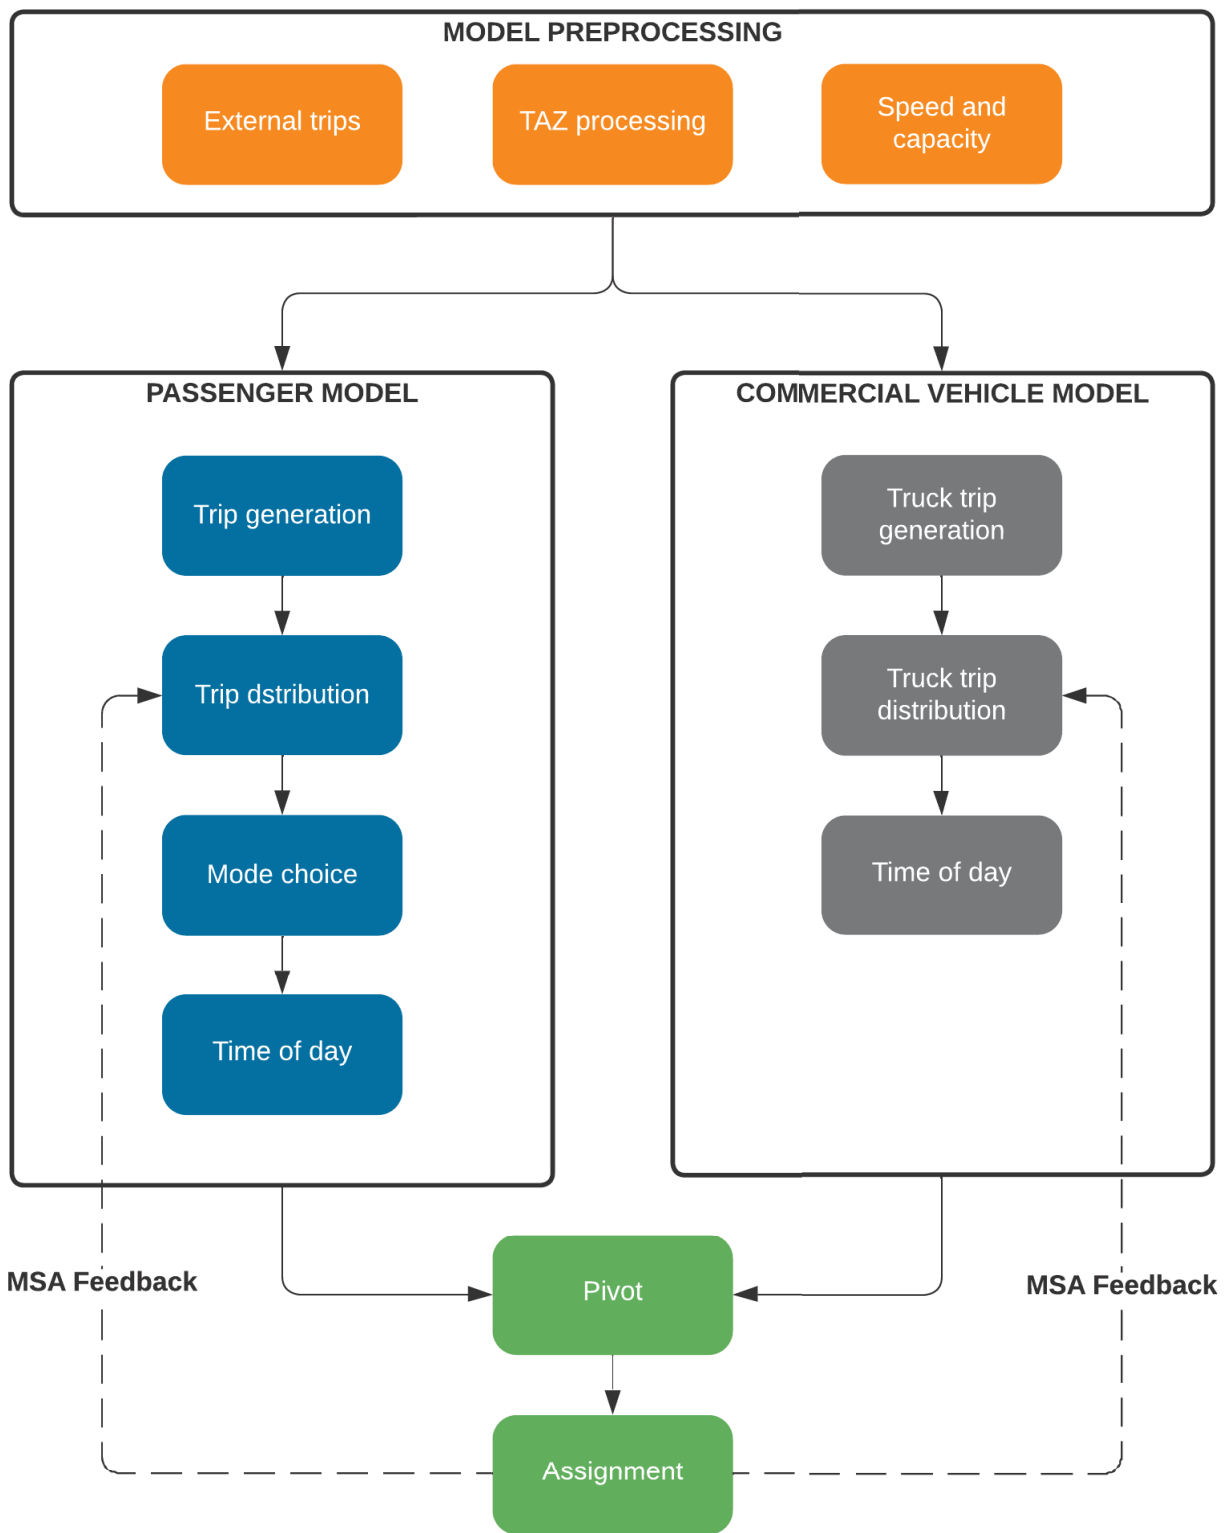 MODEL PREPROCESSING
External trips
TAZ processing
Speed and
capacity
PASSENGER MODEL
Trip generation
Trip dstribution
Mode choice
Time of day
COMMERCIAL VEHICLE MODEL
Truck trip
generation
Truck trip
distribution
Time of day
MSA Feedback
Pivot
MSA Feedback
Assignment